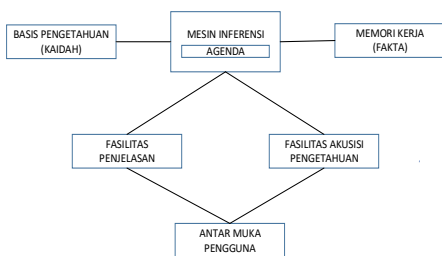 BASIS PENGETAHUAN
(KAIDAH)
MESIN INFERENSI
AGENDA
MEMORI KERJA
(FAKTA)
FASILITAS
PENJELASAN
FASILITAS AKUSISI
PENGETAHUAN
ANTAR MUKA
PENGGUNA